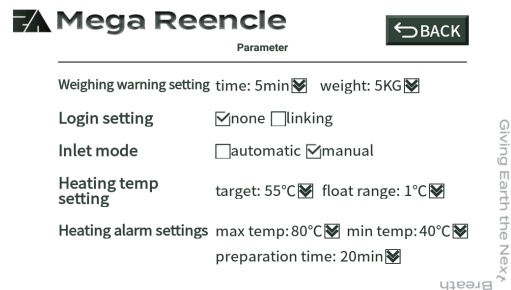 Mega Reencle
BACK
Parameter
Weighing warning setting time: 5min weight: 5KG
Login setting none linking
Inlet mode automatic manual
Heating temp
setting
target: 55°C float range: 1°C
Heating alarm settings max temp: 80°C min temp: 40°C
preparation time: 20min
Giving Earth the Next
Breath